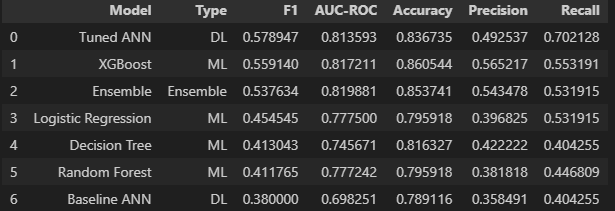 Model Type F1 AUC-ROC Accuracy Precision Recall
0 Tuned ANN DL 0.578947 0.813593 0.836735 0.492537 0.702128
1 XGBoost ML 0.559140 0.817211 0.860544 0.565217 0.553191
2 Ensemble Ensemble 0.537634 0.819881 0.853741 0.543478 0.531915
3 Logistic Regression ML 0.454545 0.777500 0.795918 0.396825 0.531915
4 Decision Tree ML 0.413043 0.745671 0.816327 0.422222 0.404255
5 Random Forest ML 0.411765 0.777242 0.795918 0.381818 0.446809
6 Baseline ANN DL 0.380000 0.698251 0.789116 0.358491 0.404255